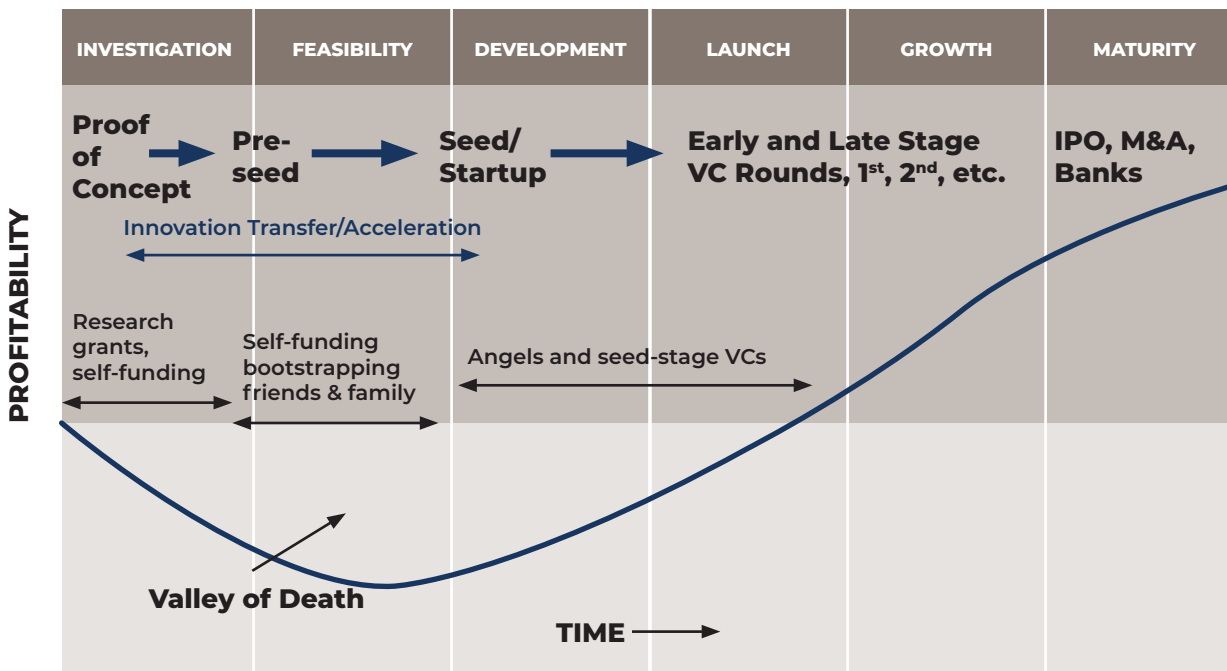 INVESTIGATION
FEASIBILITY
DEVELOPMENT
LAUNCH
GROWTH
MATURITY
Proof
of
Concept
Pre-
seed
Seed/
Startup
Early and Late Stage
VC Rounds, 1st, 2nd, etc.
IPO, M&A,
Banks
Innovation Transfer/Acceleration
Research
grants,
self-funding
Self-funding
bootstrapping
friends & family
Angels and seed-stage VCs
PROFITABILITY
Valley of Death
TIME